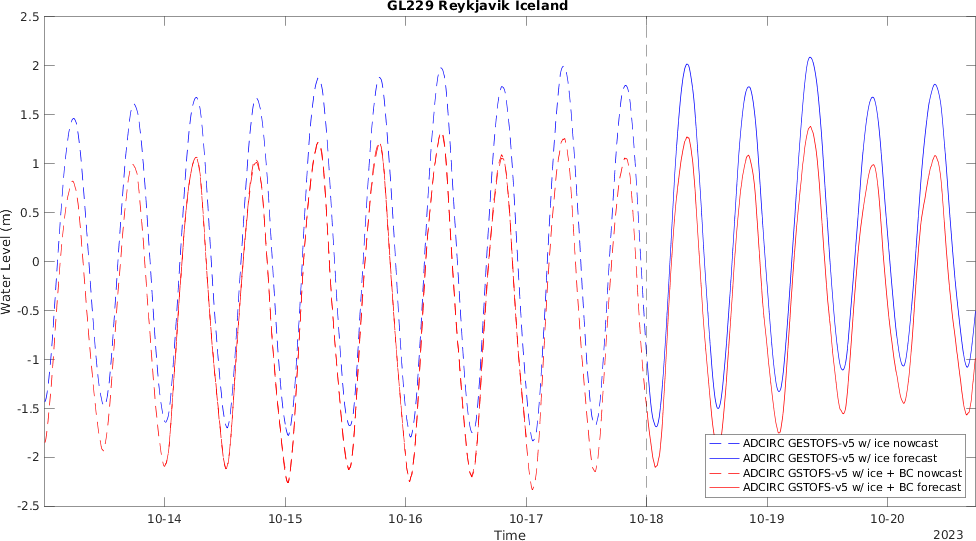 GL229 Reykjavik Iceland
2.5
2
1.5
1
0.5
0
-0.5
-1
-1.5
-2
-2.5
Water Level (m)
ADCIRC GESTOFS-v5 w/ ice nowcast
ADCIRC GESTOFS-v5 w/ ice forecast
ADCIRC GSTOFS-v5 w/ ice + BC nowcast
ADCIRC GSTOFS-v5 w/ ice + BC forecast
10-14 10-15 10-16 10-17 10-18 10-19 10-20
Time
2023